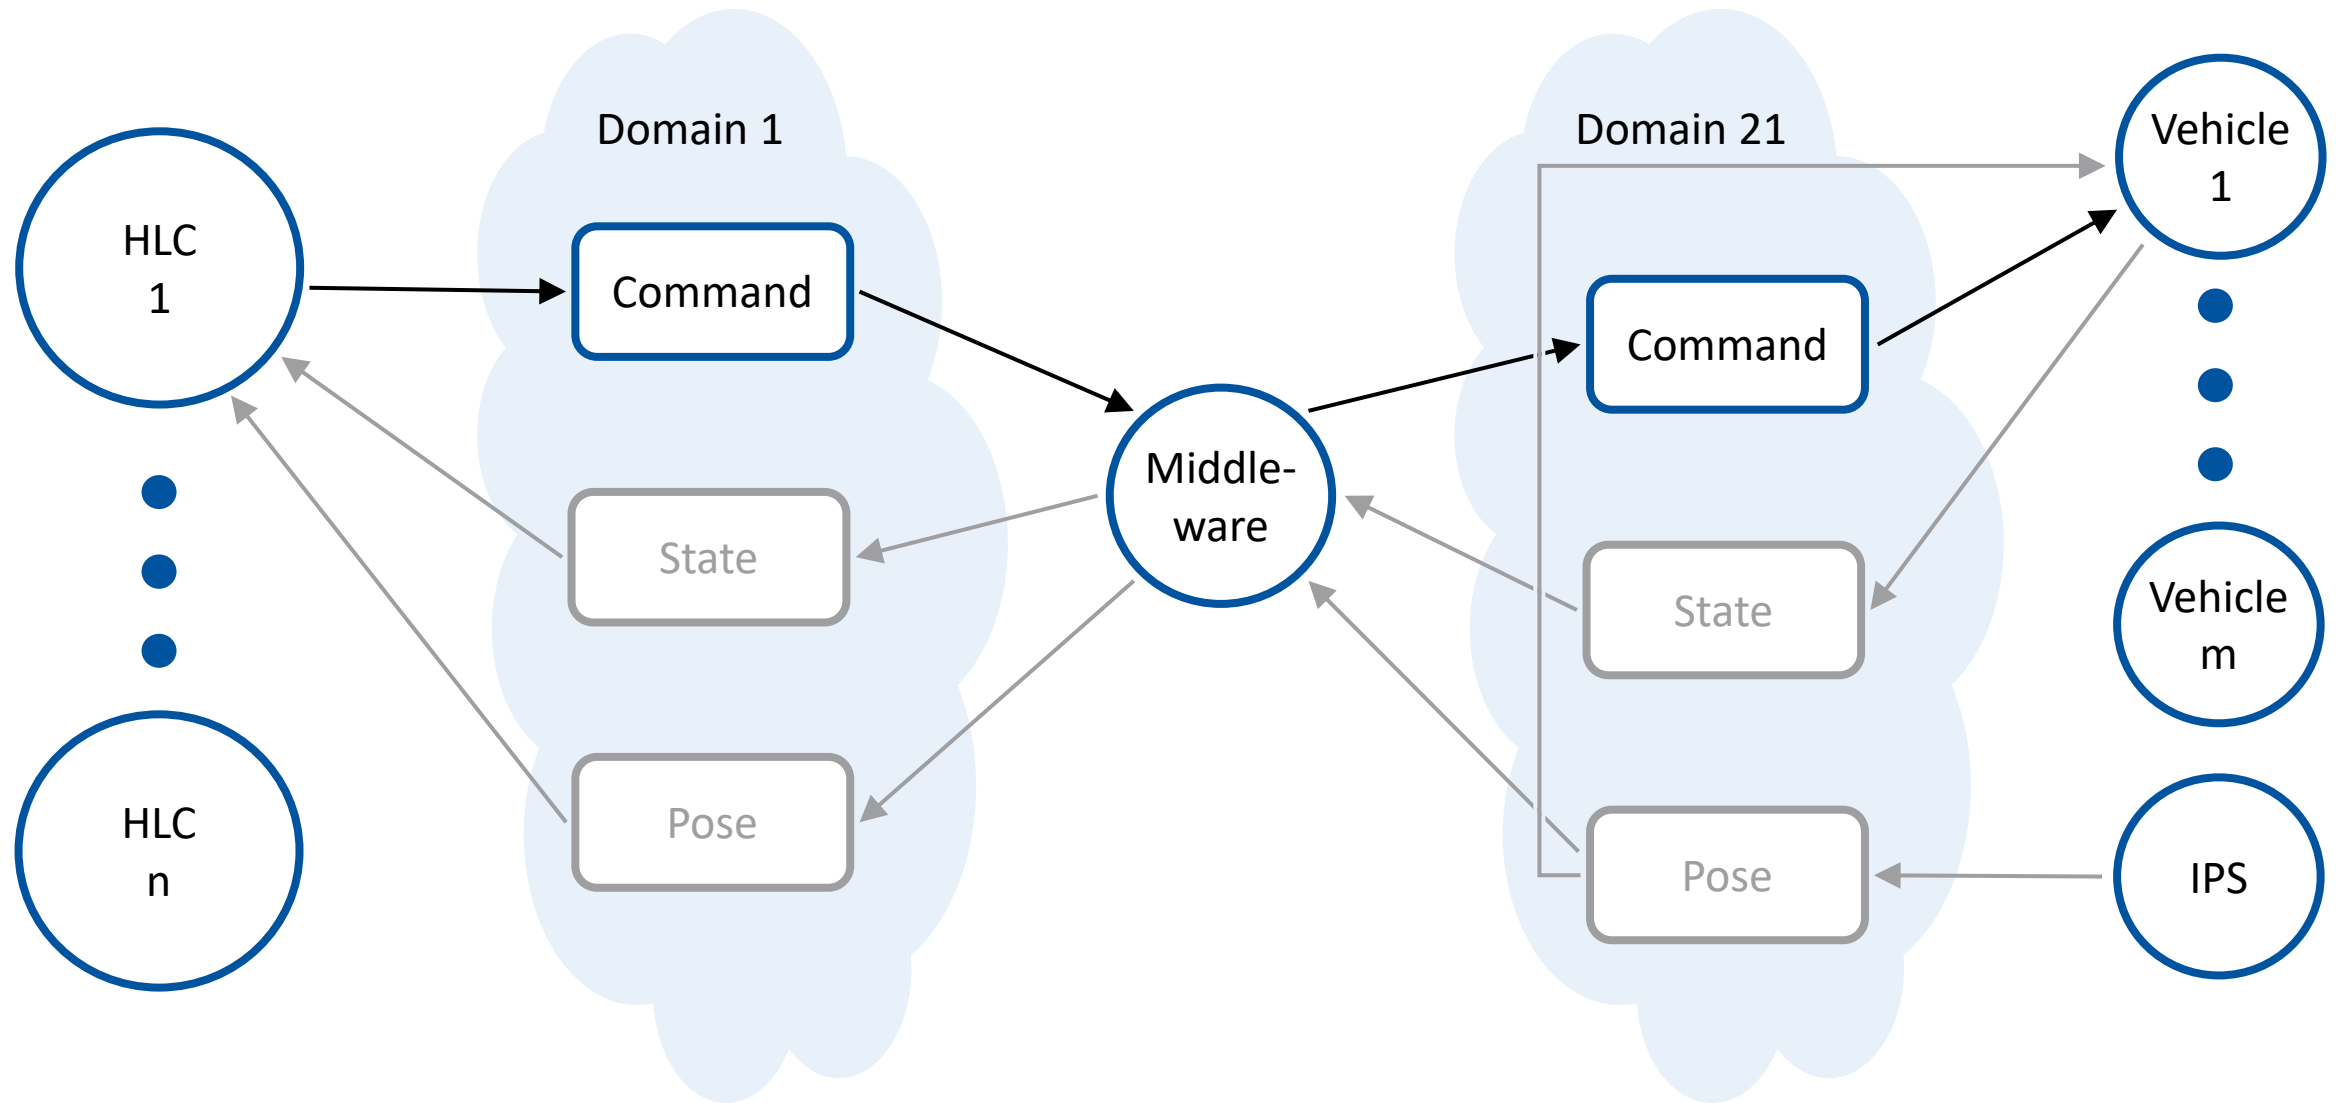 Domain 1
Domain 21
Vehicle
1
HLC
1
Command
Command
Middle-
ware
State
State
Vehicle
m
Pose
Pose
HLC
n
IPS